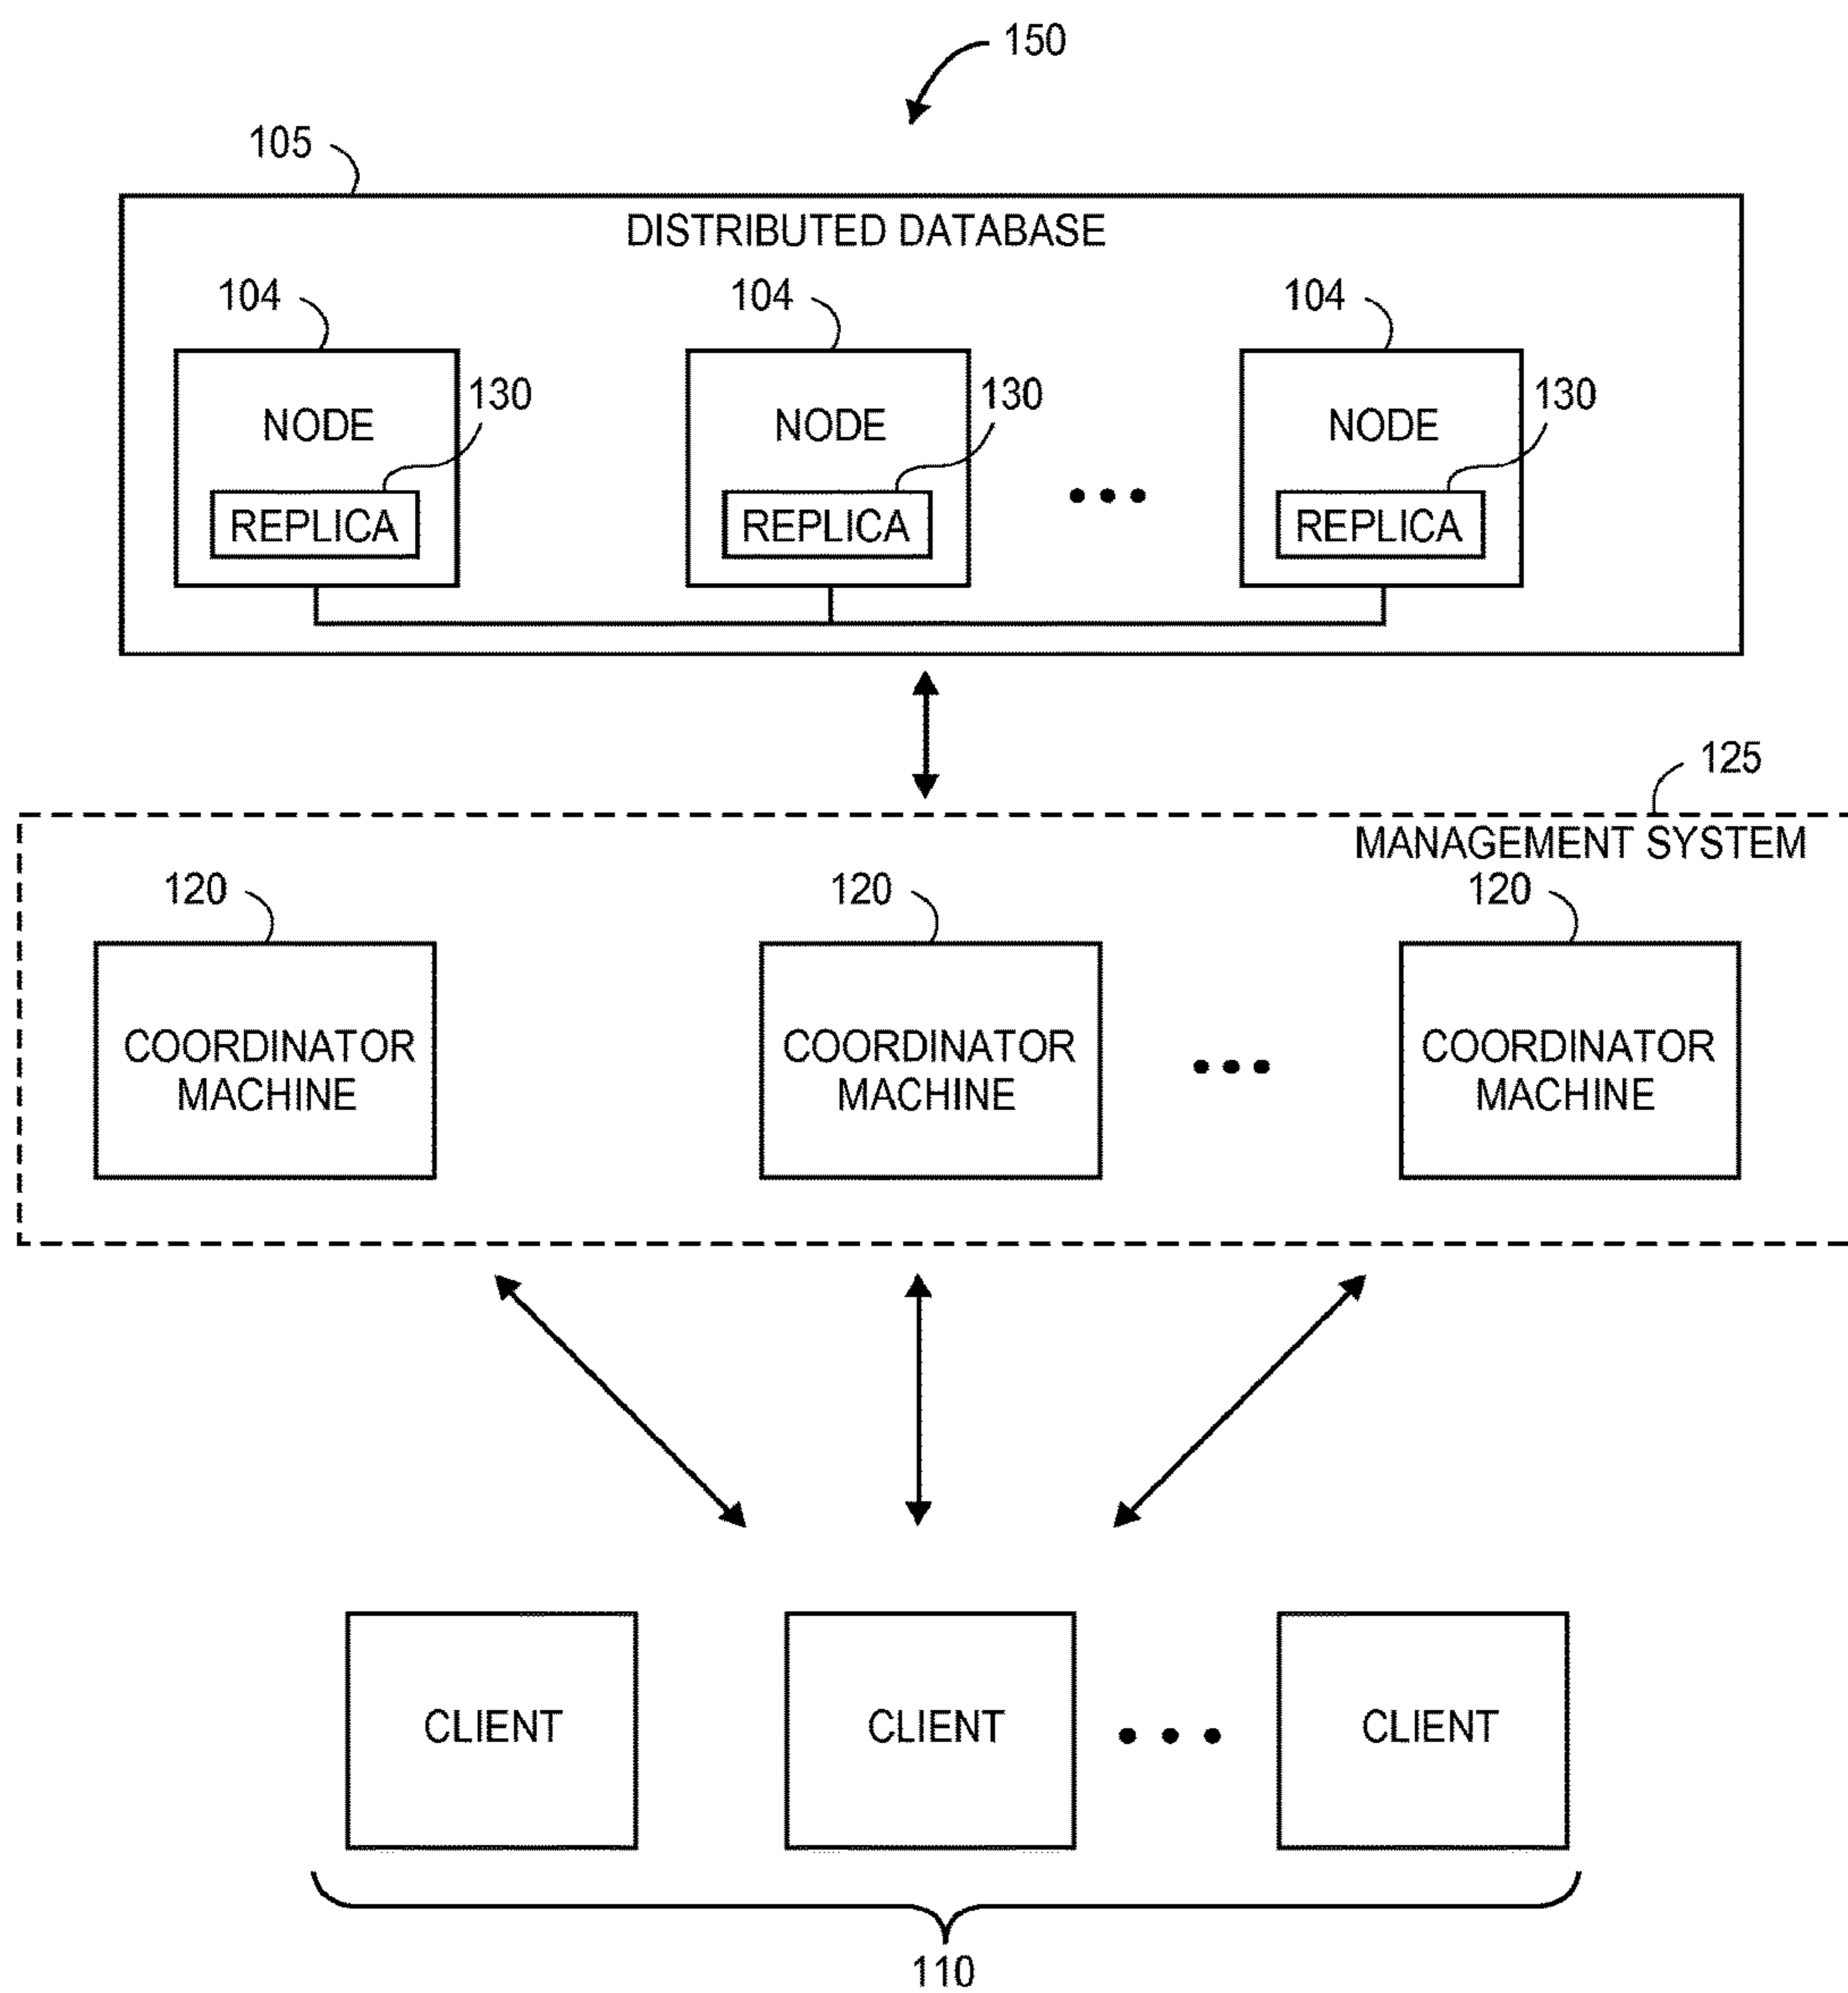 150
105
DISTRIBUTED DATABASE
104 104 104
130 130 130
NODE NODE NODE
REPLICA REPLICA REPLICA
125
MANAGEMENT SYSTEM
120 120 120
COORDINATOR MACHINE
COORDINATOR MACHINE
COORDINATOR MACHINE
CLIENT CLIENT CLIENT
110